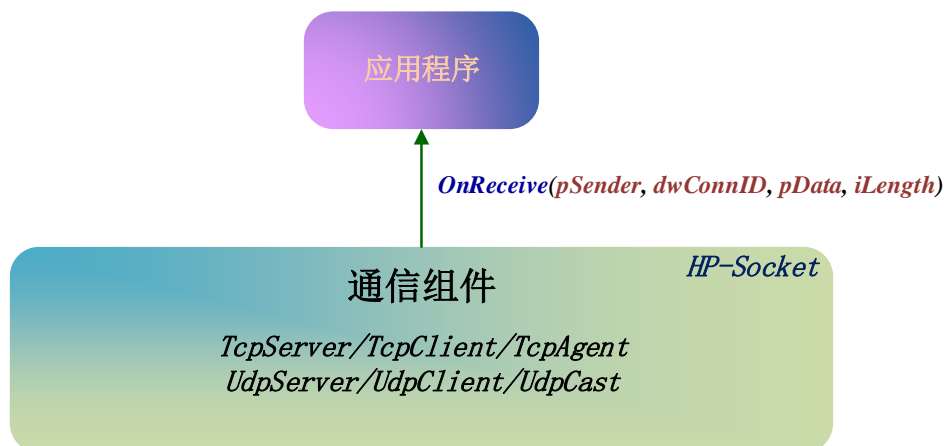 应用程序
OnReceive(pSender, dwConnID, pData, iLength)
HP-Socket
通信组件
TcpServer/TcpClient/TcpAgent
UdpServer/UdpClient/UdpCast